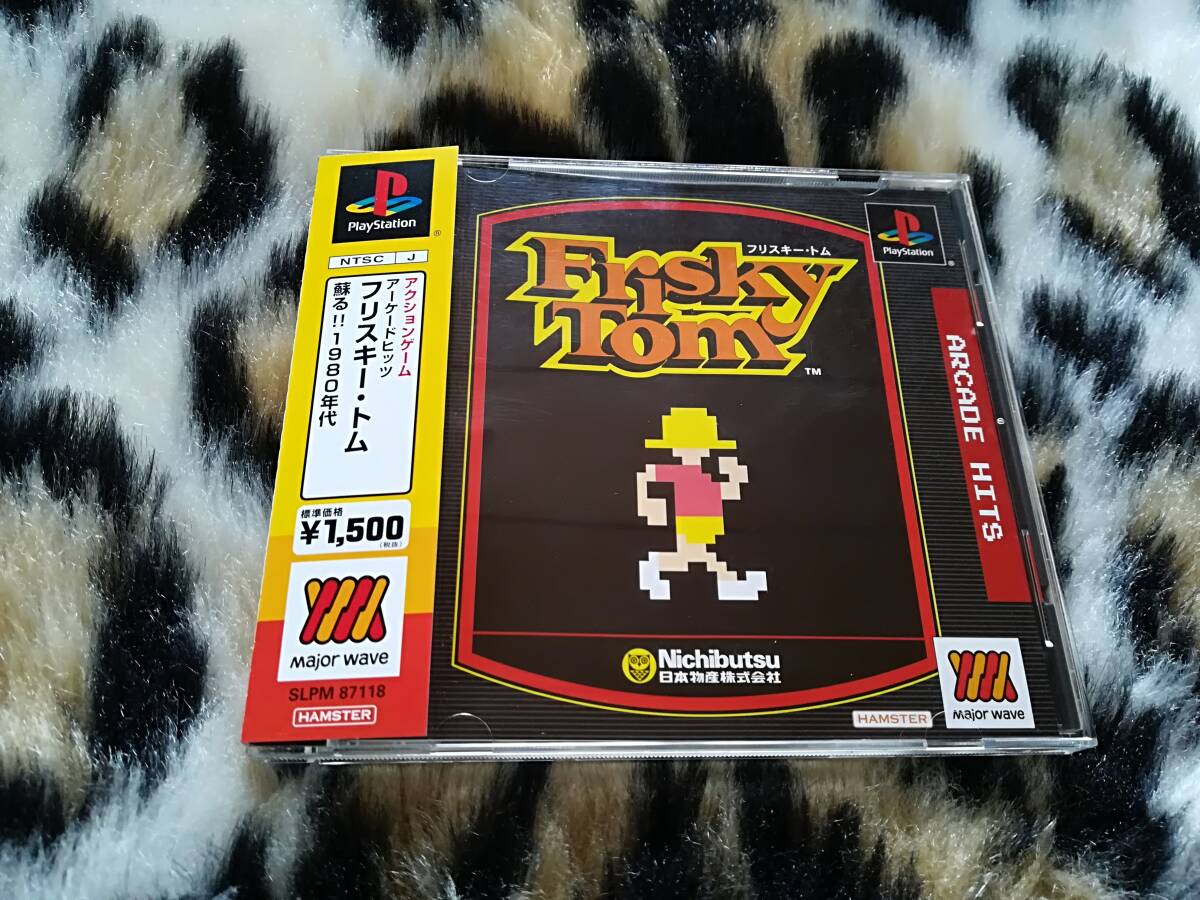 PlayStation
®
NTSC J
アクションゲーム
アーケードヒッツ
フリスキー・トム
蘇る!!1980年代
標準価格
¥1,500
(税抜)
Major wave
SLPM 87118
HAMSTER
フリスキー・トム
Frisky
Tom
TM
PlayStation
ARCADE HITS
Nichibutsu
日本物産株式会社
HAMSTER
Major wave